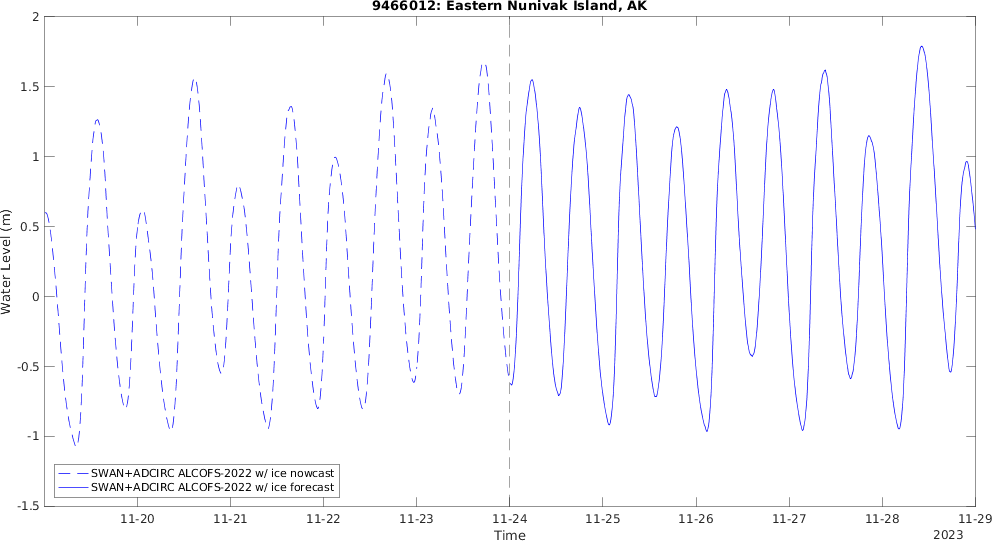 9466012: Eastern Nunivak Island, AK
2
1.5
1
0.5
0
-0.5
-1
-1.5
Water Level (m)
SWAN+ADCIRC ALCOFS-2022 w/ ice nowcast
SWAN+ADCIRC ALCOFS-2022 w/ ice forecast
11-20 11-21 11-22 11-23 11-24 11-25 11-26 11-27 11-28 11-29
Time
2023